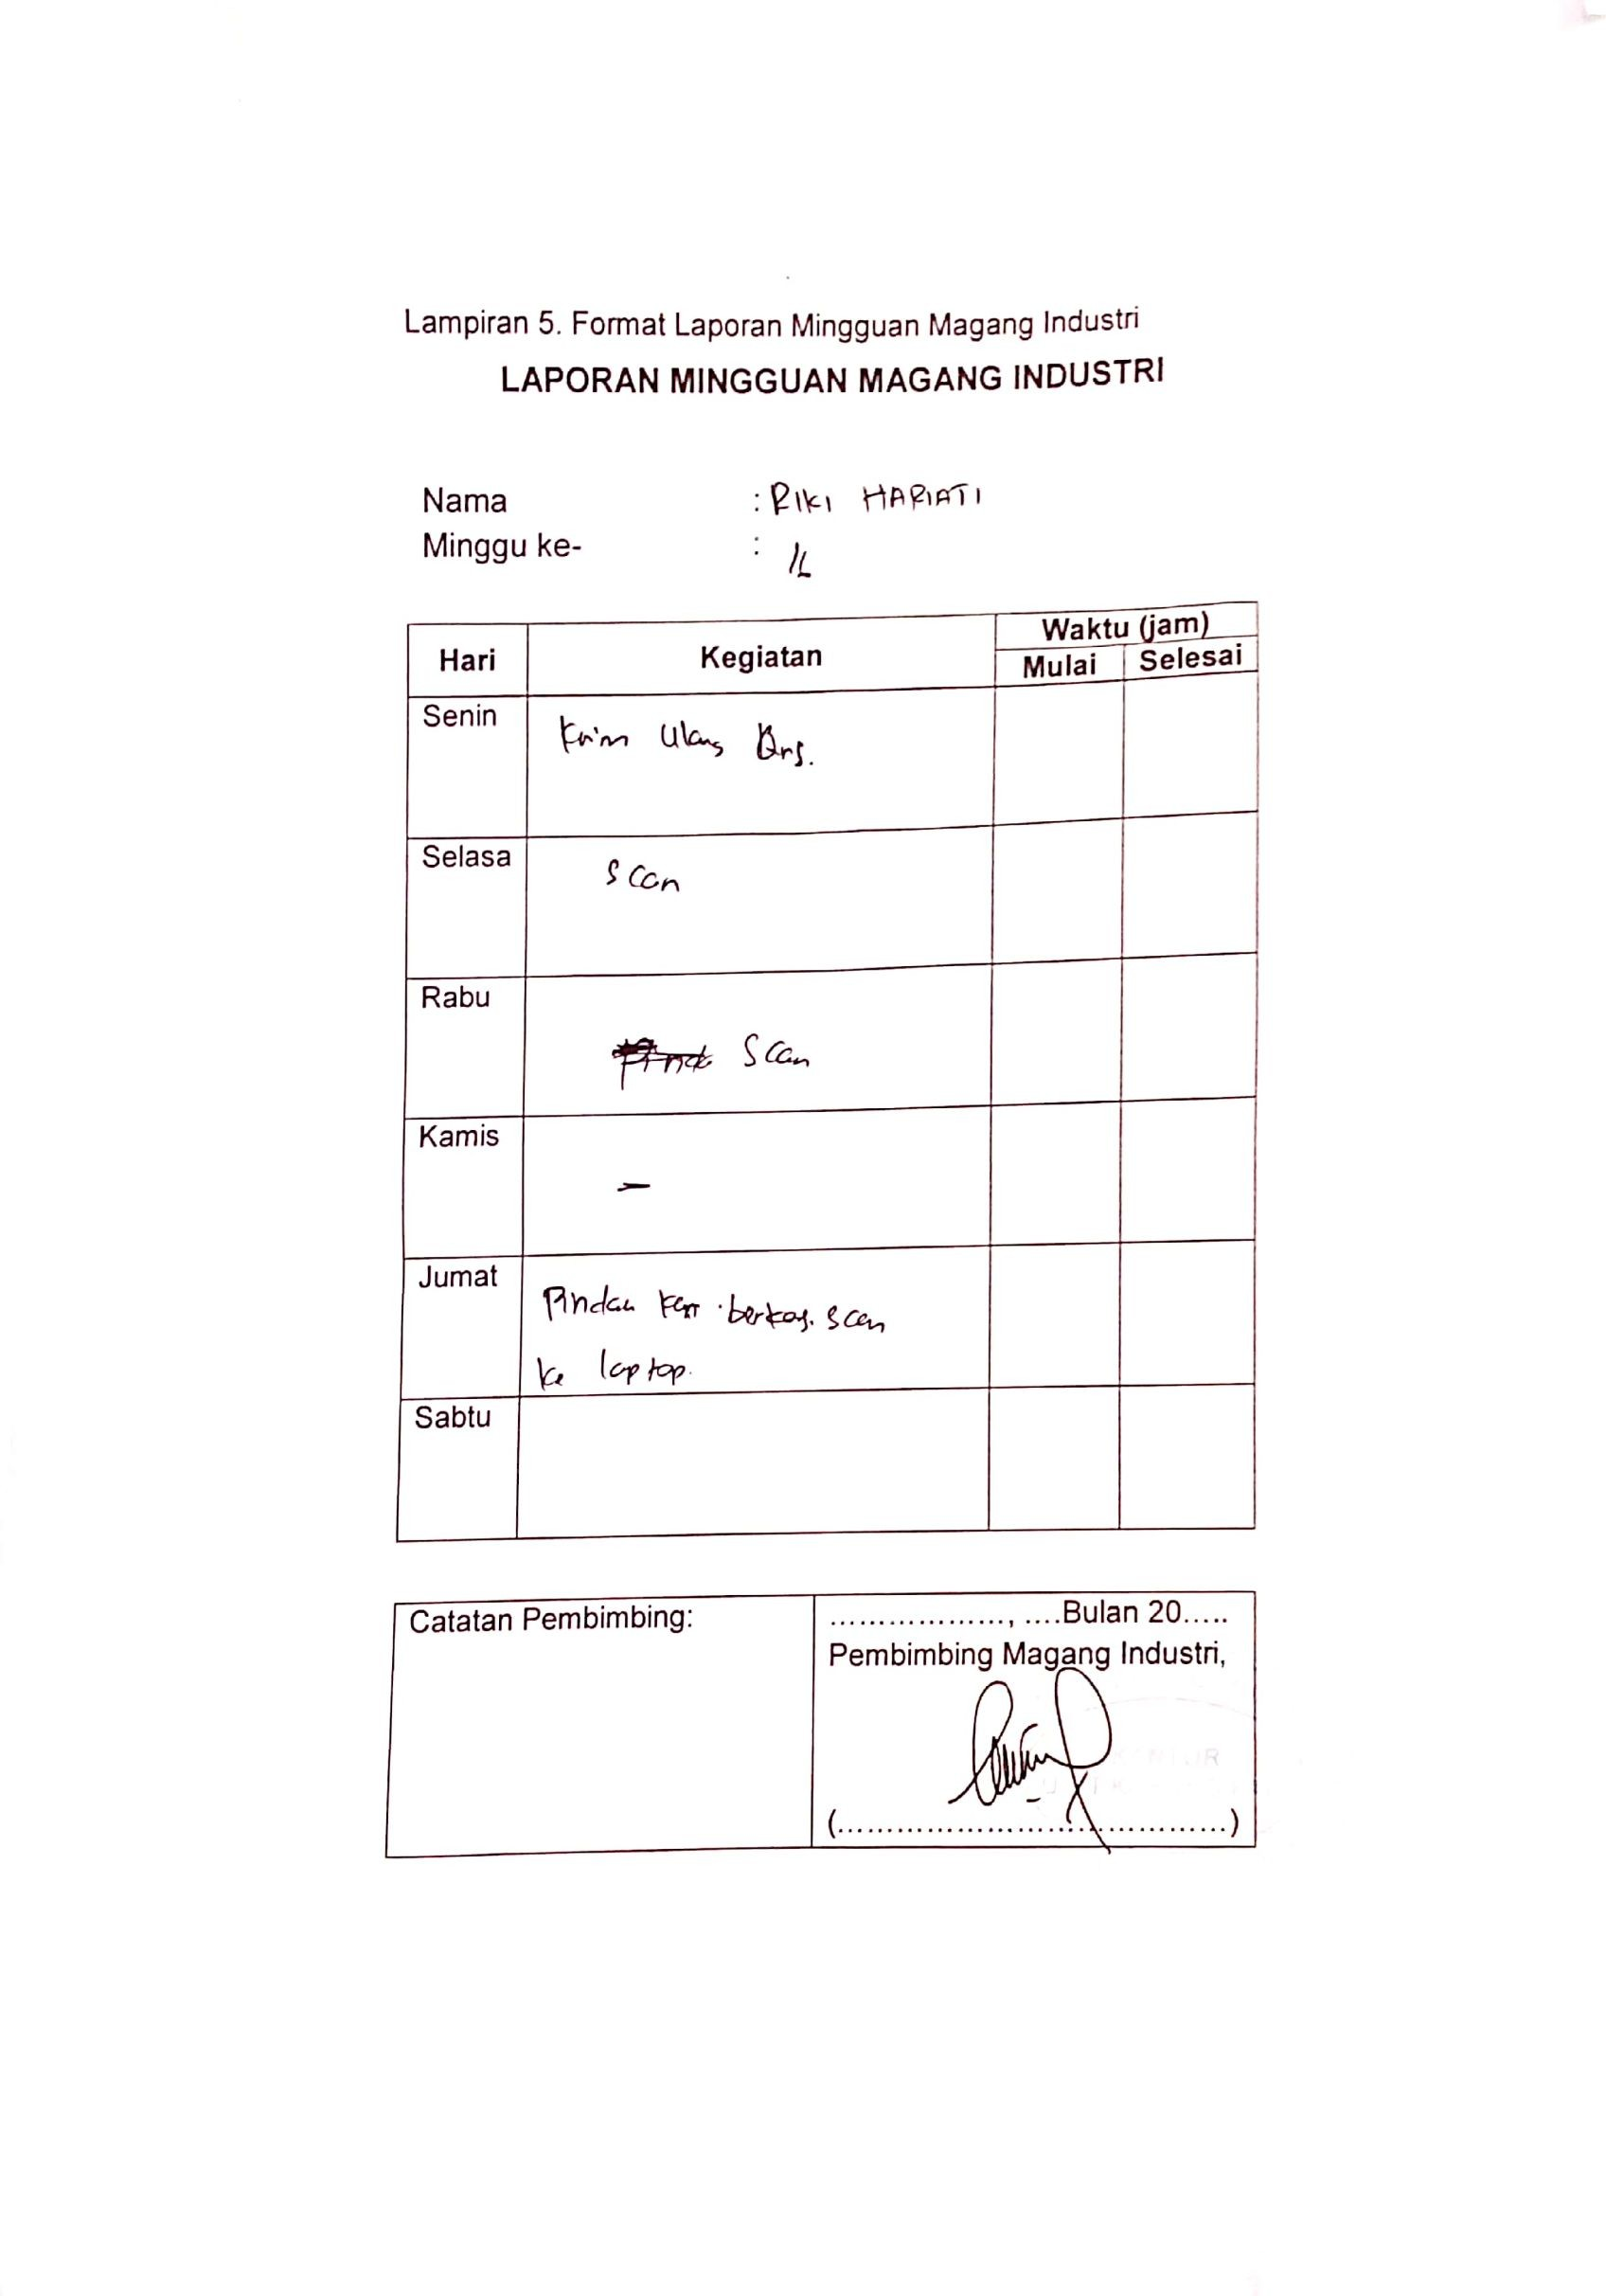 Lampiran 5. Format Laporan Mingguan Magang Industri
LAPORAN MINGGUAN MAGANG INDUSTRI
Nama : RIKI HARIATI
Minggu ke- :
Hari Kegiatan Waktu (jam)
Mulai Selesai
Senin
Kirim Ulang
Selasa
Scan
Rabu
Scan
Kamis
-
Jumat
Pindah berkas. scan
ke laptop.
Sabtu
Catatan Pembimbing: .................., ....Bulan 20.....
Pembimbing Magang Industri,
(........................................)